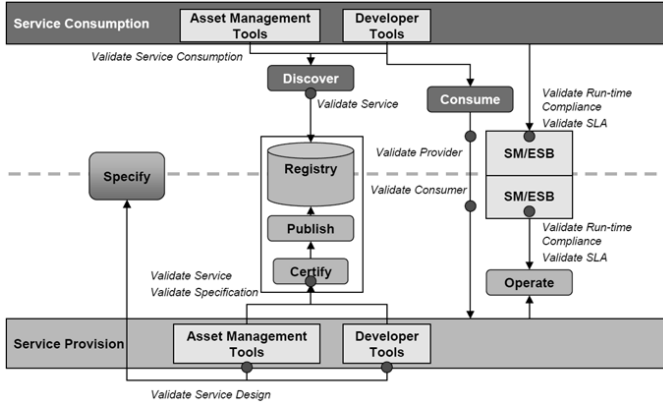 Service Consumption
Asset Management
Tools
Developer
Tools
Validate Service Consumption
Discover
Validate Service
Consume
Validate Run-time
Compliance
Validate SLA
Validate Provider
SM/ESB
Registry
Specify
Validate Consumer
SM/ESB
Publish
Validate Run-time
Compliance
Validate SLA
Certify
Validate Service
Validate Specification
Operate
Service Provision
Asset Management
Tools
Developer
Tools
Validate Service Design